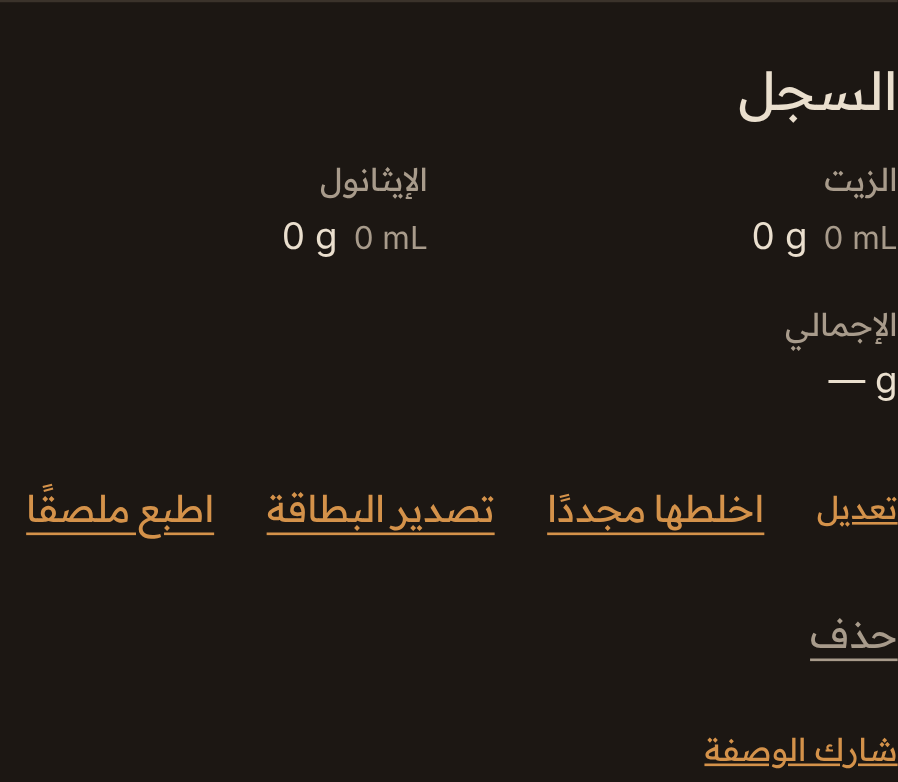 السجل
الزيت
0 g 0 mL
الإيثانول
0 g 0 mL
الإجمالي
— g
تعديل اخلطها مجددًا تصدير البطاقة اطبع ملصقًا
حذف
شارك الوصفة